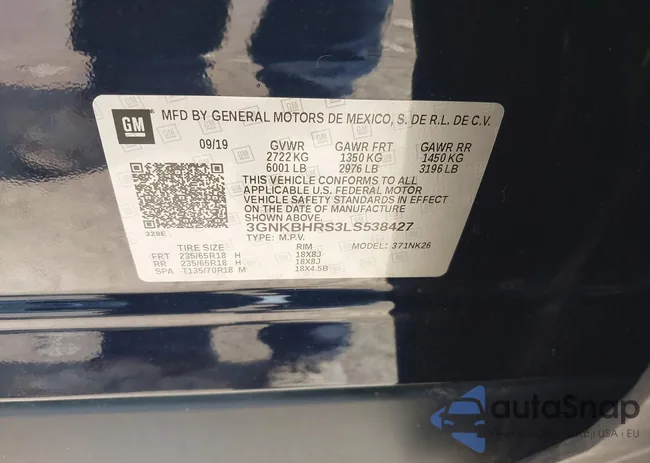 GM
MFD BY GENERAL MOTORS DE MEXICO, S. DE R.L. DE C.V.
09/19 GVWR GAWR FRT GAWR RR
2722 KG 1350 KG 1450 KG
6001 LB 2976 LB 3196 LB
THIS VEHICLE CONFORMS TO ALL
APPLICABLE U.S. FEDERAL MOTOR
VEHICLE SAFETY STANDARDS IN EFFECT
ON THE DATE OF MANUFACTURE
SHOWN ABOVE.
3GNKBHRS3LS538427
328E TYPE: M.P.V. MODEL: 371NK26
TIRE SIZE RIM
FRT 235/65R18 H 18X8J
RR 235/65R18 H 18X8J
SPA T135/70R18 M 18X4.5B
autoSnap
USA - EU